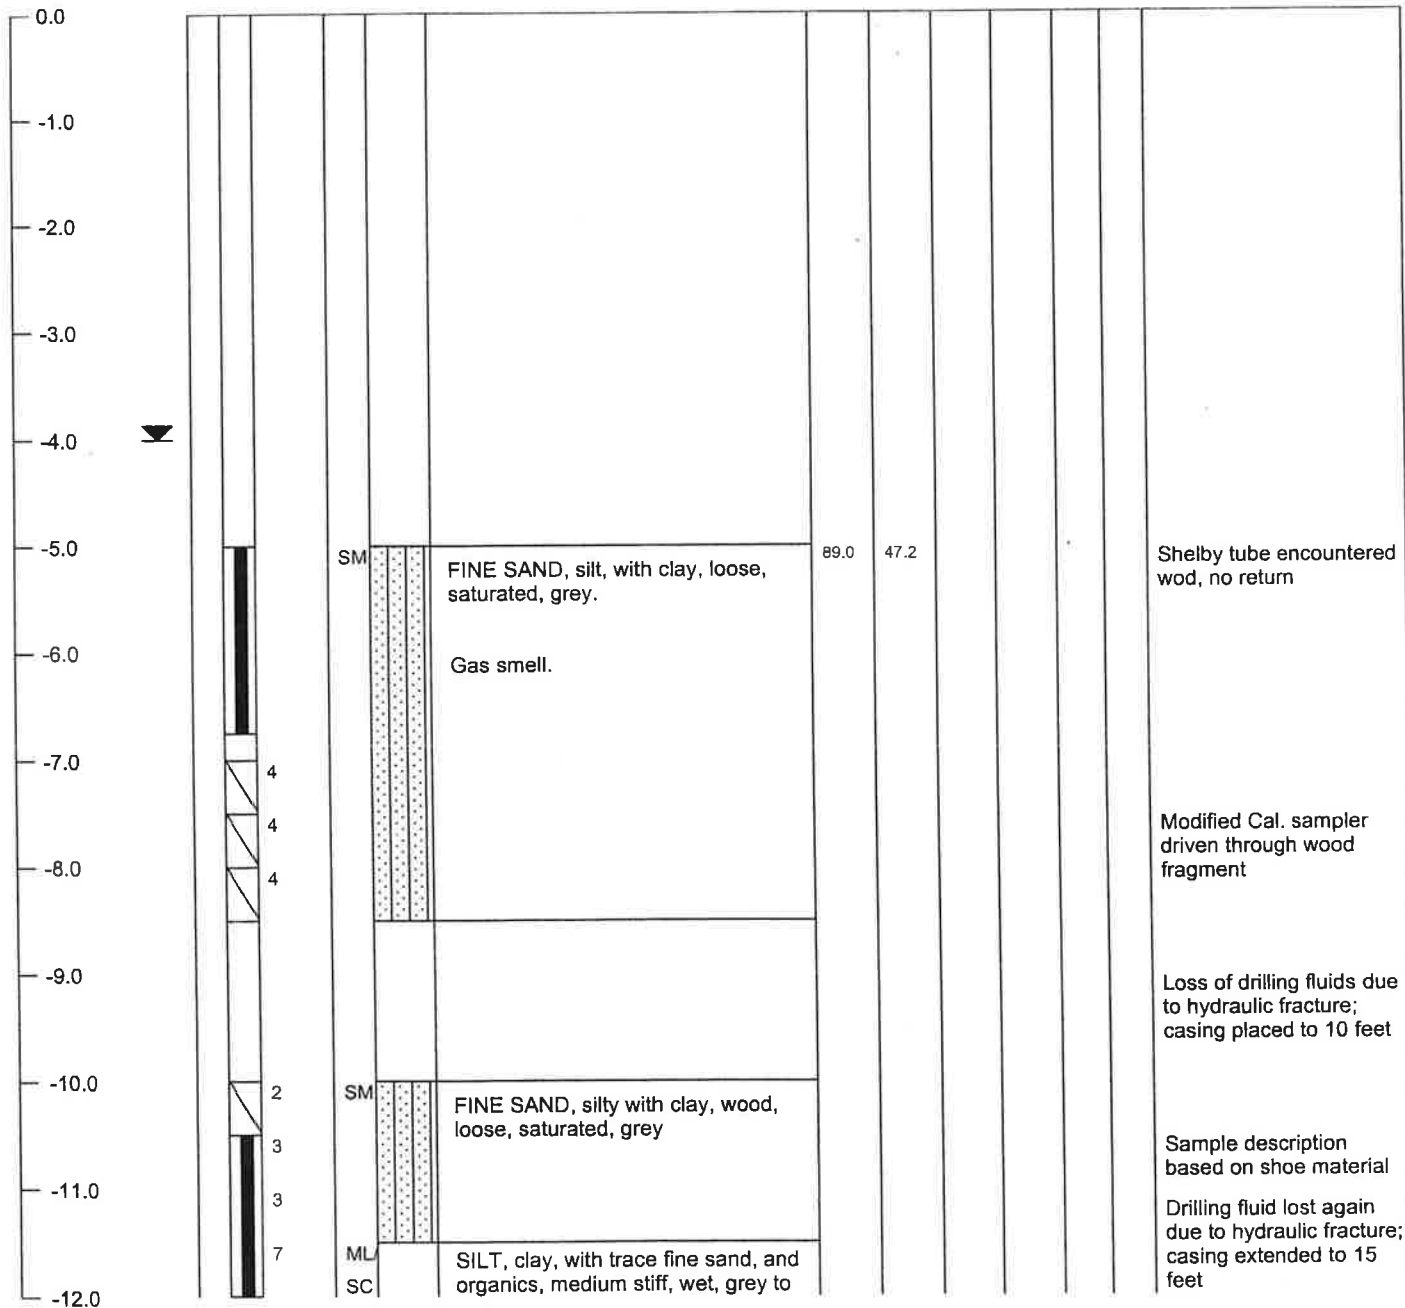 0.0
-1.0
-2.0
-3.0
-4.0
-5.0
SM
FINE SAND, silt, with clay, loose,
saturated, grey.
89.0 47.2
Shelby tube encountered
wod, no return
-6.0
Gas smell.
-7.0
4
4
Modified Cal. sampler
driven through wood
fragment
-8.0
4
-9.0
Loss of drilling fluids due
to hydraulic fracture;
casing placed to 10 feet
-10.0
2
SM
FINE SAND, silty with clay, wood,
loose, saturated, grey
3
Sample description
based on shoe material
-11.0
3
Drilling fluid lost again
due to hydraulic fracture;
casing extended to 15
feet
7
ML/
SC
SILT, clay, with trace fine sand, and
organics, medium stiff, wet, grey to
-12.0